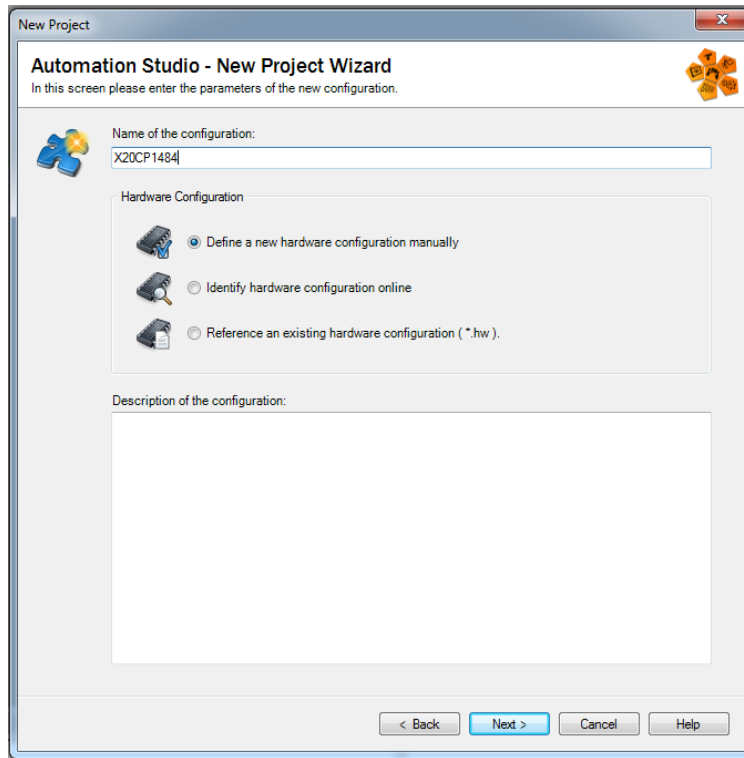 New Project
Automation Studio - New Project Wizard
In this screen please enter the parameters of the new configuration.
Name of the configuration:
X20CP1484
Hardware Configuration
Define a new hardware configuration manually
Identify hardware configuration online
Reference an existing hardware configuration ( *.hw ).
Description of the configuration:
< Back
Next >
Cancel
Help